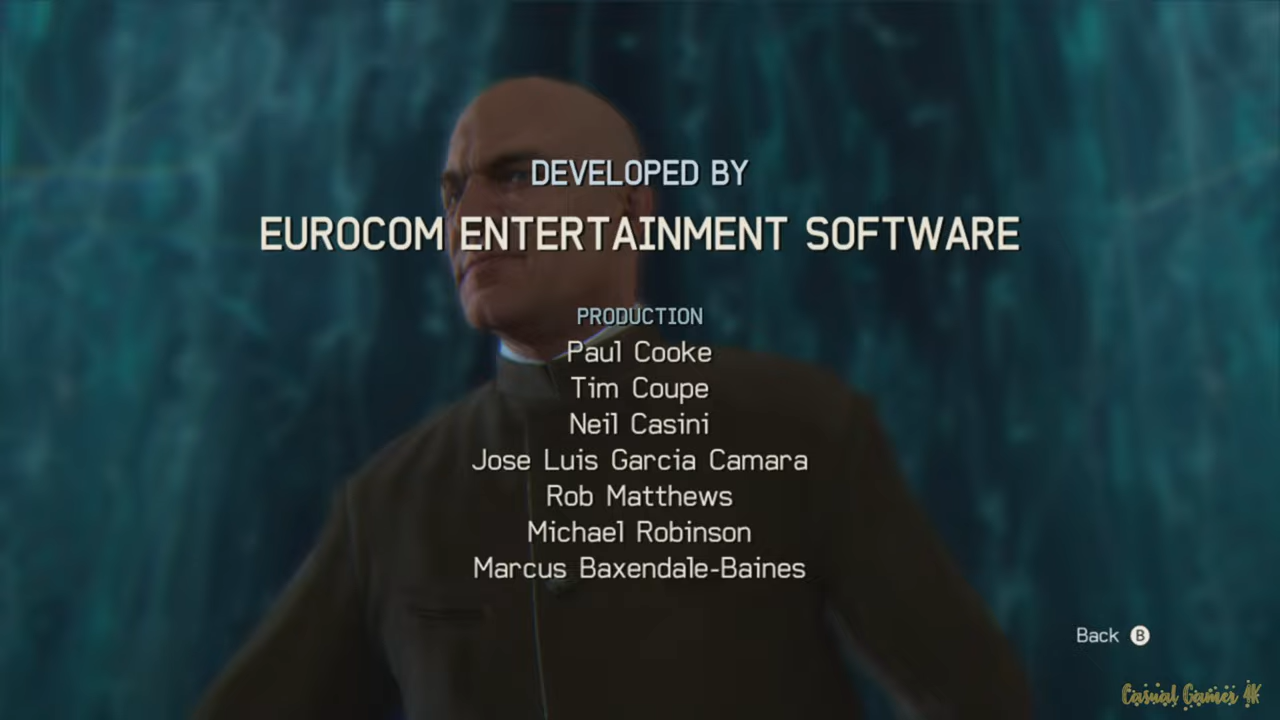 DEVELOPED BY
EUROCOM ENTERTAINMENT SOFTWARE
PRODUCTION
Paul Cooke
Tim Coupe
Neil Casini
Jose Luis Garcia Camara
Rob Matthews
Michael Robinson
Marcus Baxendale-Baines
Back B
Casual Gamer 4K